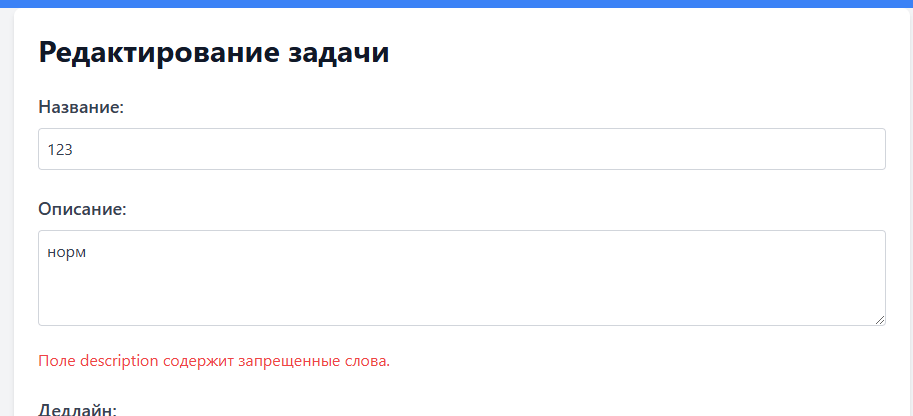 Редактирование задачи
Название:
123
Описание:
норм
Поле description содержит запрещенные слова.
Дедлайн: